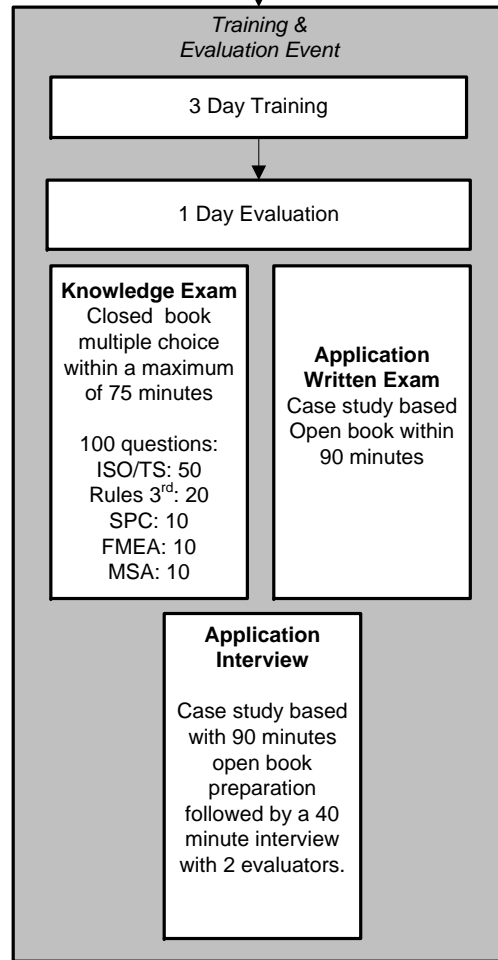 Training &
Evaluation Event
3 Day Training
1 Day Evaluation
Knowledge Exam
Closed book
multiple choice
within a maximum
of 75 minutes
100 questions:
ISO/TS: 50
Rules 3rd: 20
SPC: 10
FMEA: 10
MSA: 10
Application
Written Exam
Case study based
Open book within
90 minutes
Application
Interview
Case study based
with 90 minutes
open book
preparation
followed by a 40
minute interview
with 2 evaluators.